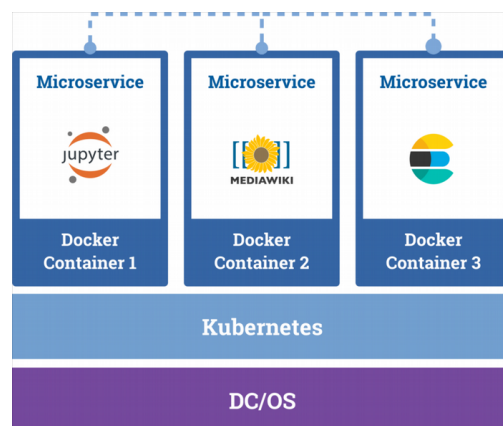 Microservice
Microservice
Microservice
jupyter
[[ ]]
MEDIAWIKI
Docker
Container 1
Docker
Container 2
Docker
Container 3
Kubernetes
DC/OS